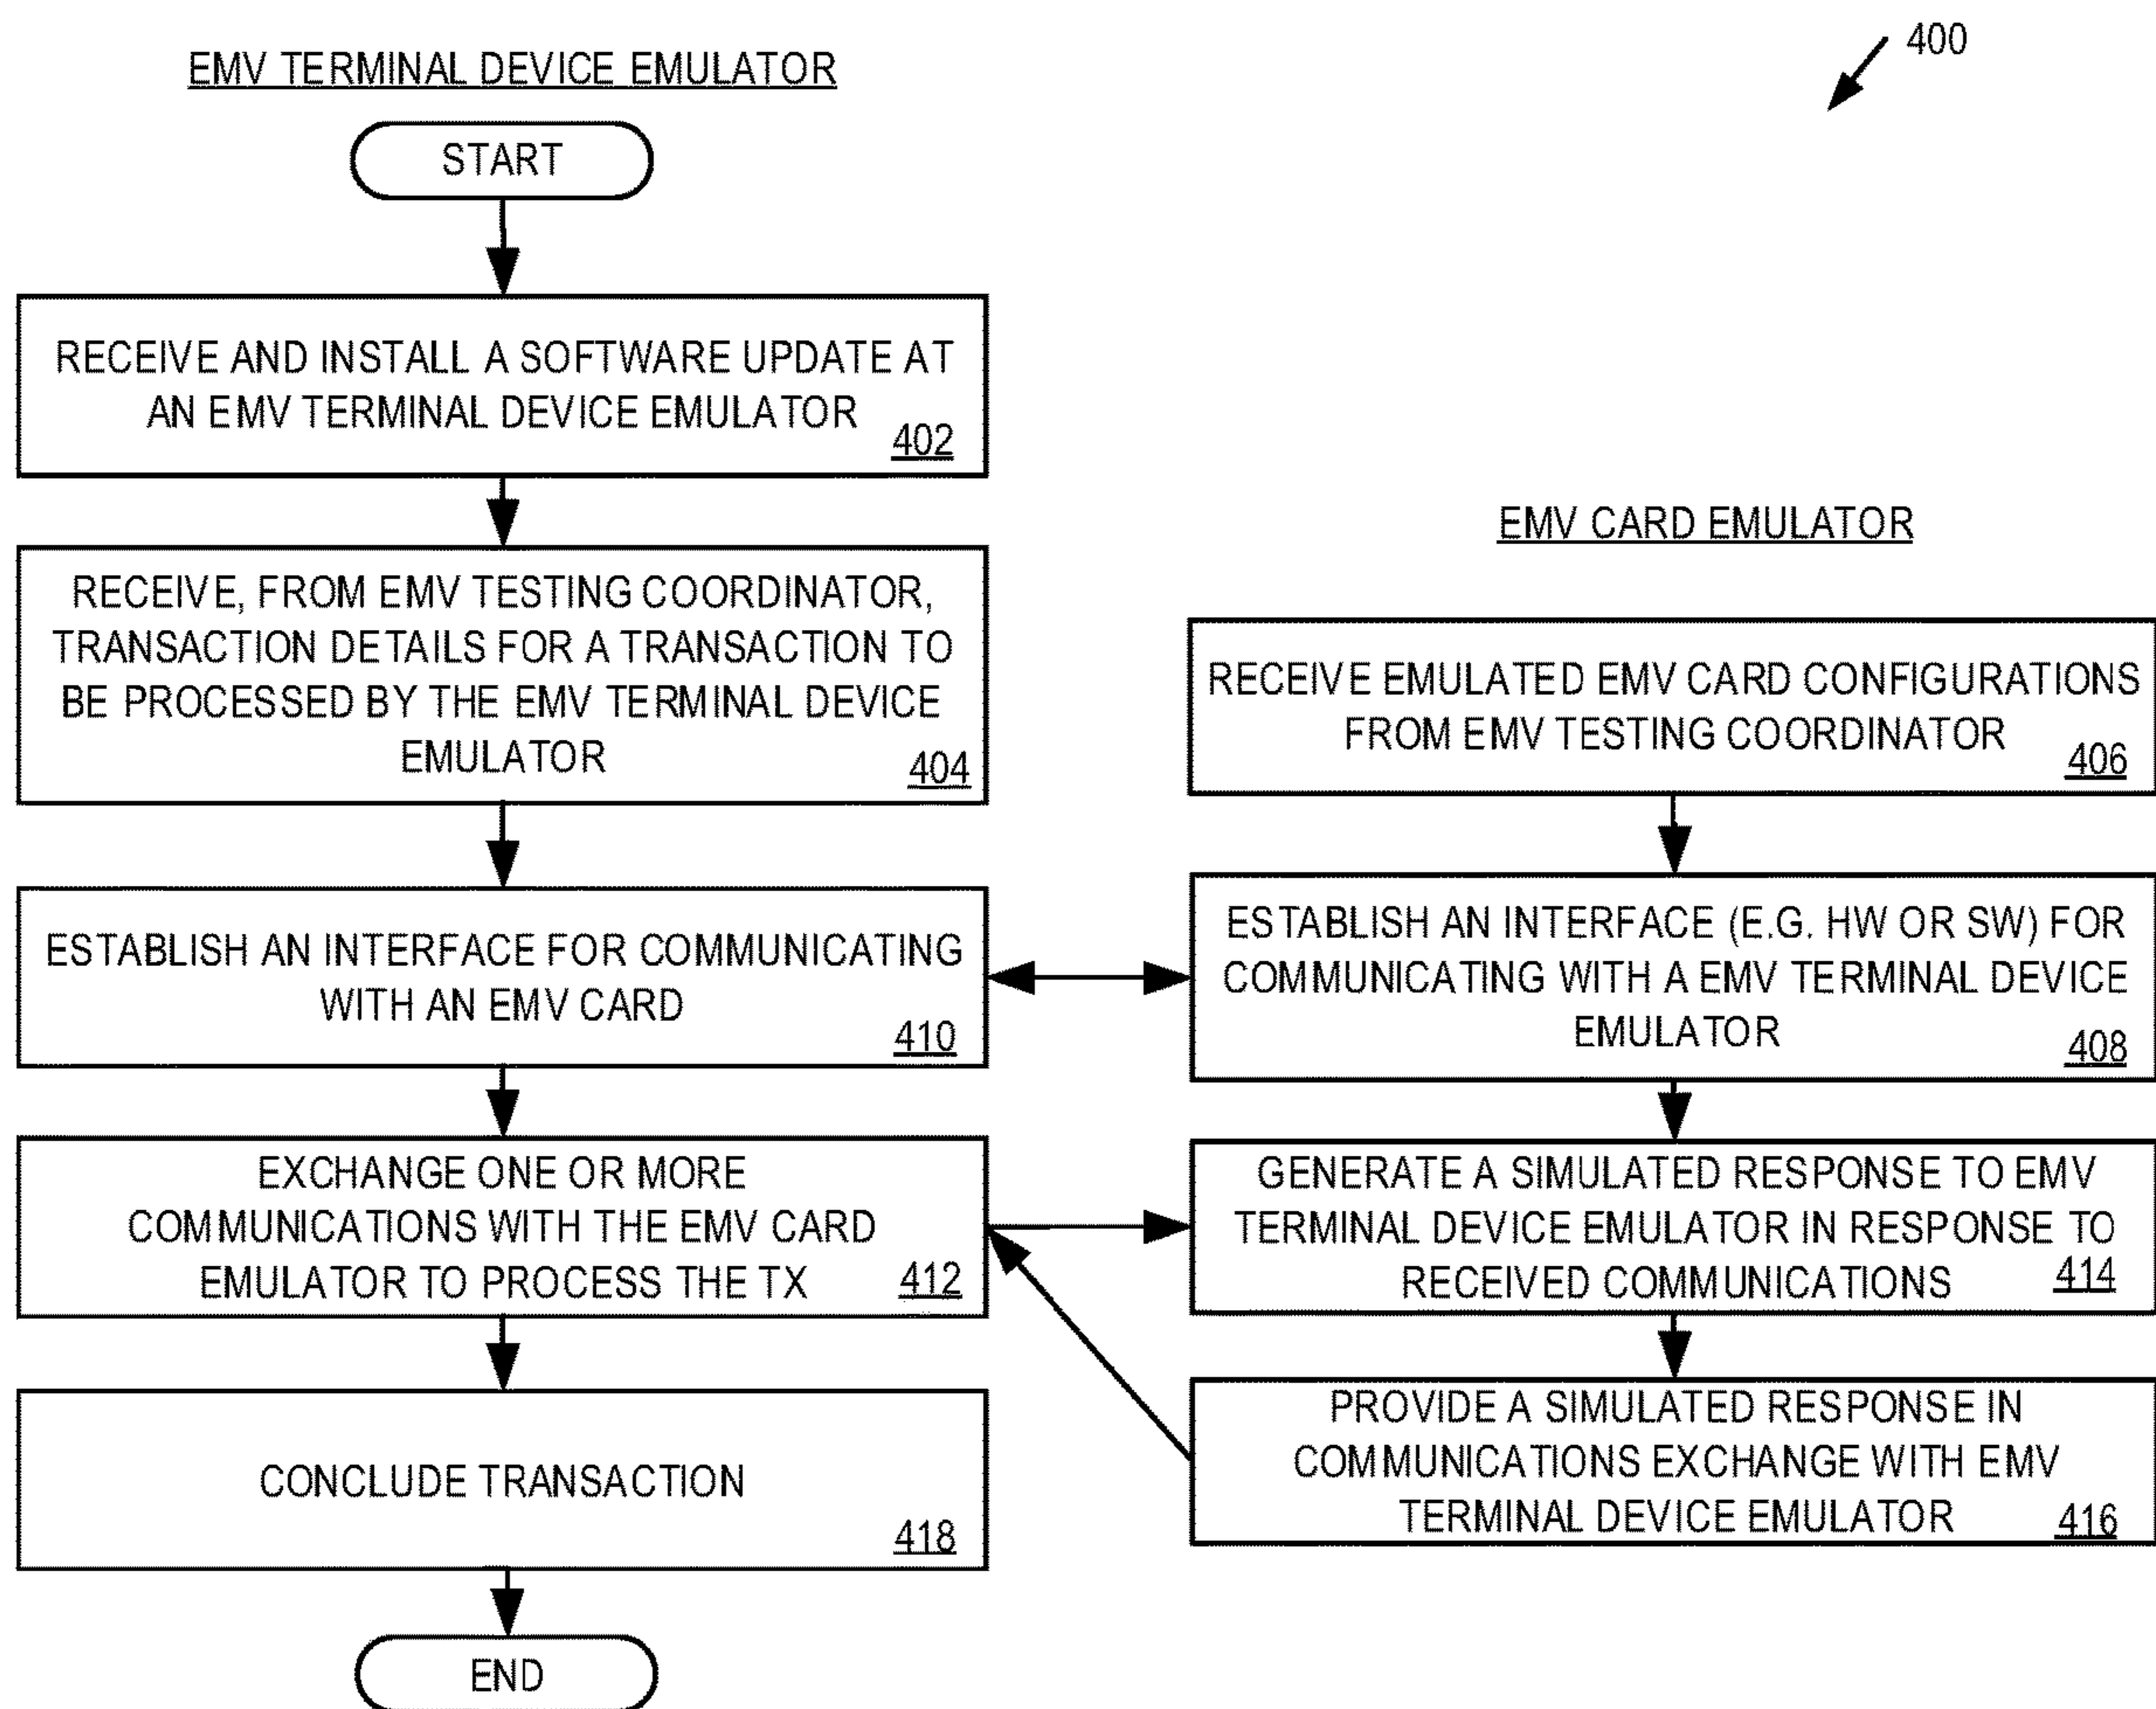 400
EMV TERMINAL DEVICE EMULATOR
START
RECEIVE AND INSTALL A SOFTWARE UPDATE AT
AN EMV TERMINAL DEVICE EMULATOR
402
RECEIVE, FROM EMV TESTING COORDINATOR,
TRANSACTION DETAILS FOR A TRANSACTION TO
BE PROCESSED BY THE EMV TERMINAL DEVICE
EMULATOR
404
ESTABLISH AN INTERFACE FOR COMMUNICATING
WITH AN EMV CARD
410
EXCHANGE ONE OR MORE
COMMUNICATIONS WITH THE EMV CARD
EMULATOR TO PROCESS THE TX
412
CONCLUDE TRANSACTION
418
END
EMV CARD EMULATOR
RECEIVE EMULATED EMV CARD CONFIGURATIONS
FROM EMV TESTING COORDINATOR
406
ESTABLISH AN INTERFACE (E.G. HW OR SW) FOR
COMMUNICATING WITH A EMV TERMINAL DEVICE
EMULATOR
408
GENERATE A SIMULATED RESPONSE TO EMV
TERMINAL DEVICE EMULATOR IN RESPONSE TO
RECEIVED COMMUNICATIONS
414
PROVIDE A SIMULATED RESPONSE IN
COMMUNICATIONS EXCHANGE WITH EMV
TERMINAL DEVICE EMULATOR
416